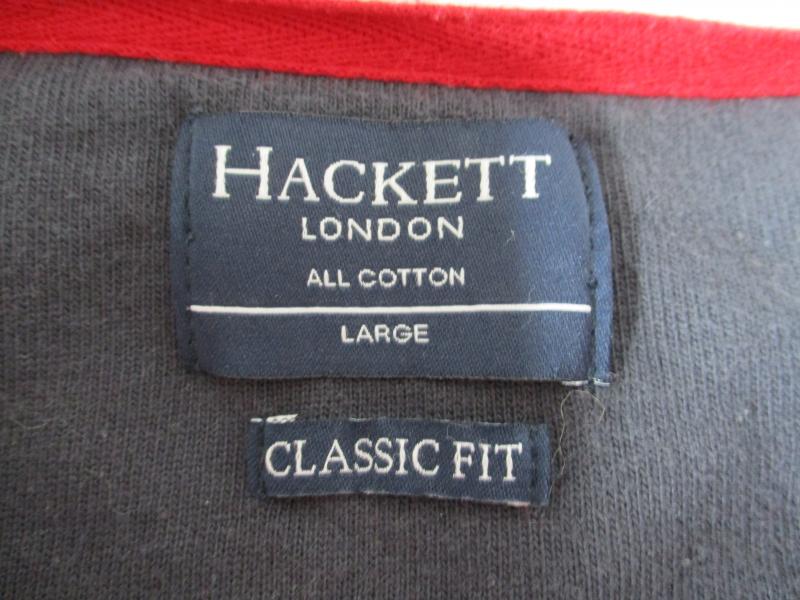 HACKETT
LONDON
ALL COTTON
LARGE
CLASSIC FIT